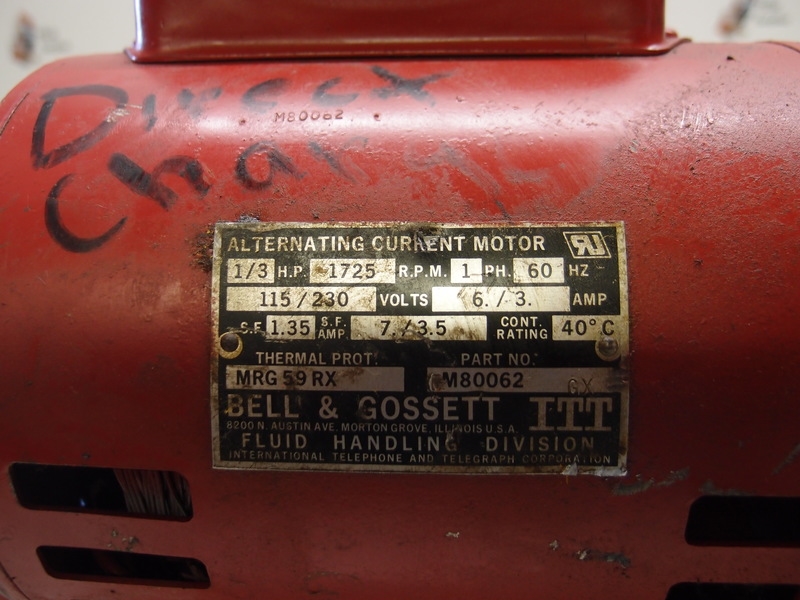 Direct
M80062
Charge
ALTERNATING CURRENT MOTOR
1/3 H.P. 1725 R.P.M. 1 PH. 60 HZ
115/230 VOLTS 6./3. AMP
S.F. 1.35 S.F. AMP 7./3.5 CONT. RATING 40°C
THERMAL PROT. PART NO.
MRG 59 RX M80062 GX
BELL & GOSSETT ITT
8200 N. AUSTIN AVE. MORTON GROVE, ILLINOIS U.S.A.
FLUID HANDLING DIVISION
INTERNATIONAL TELEPHONE AND TELEGRAPH CORPORATION